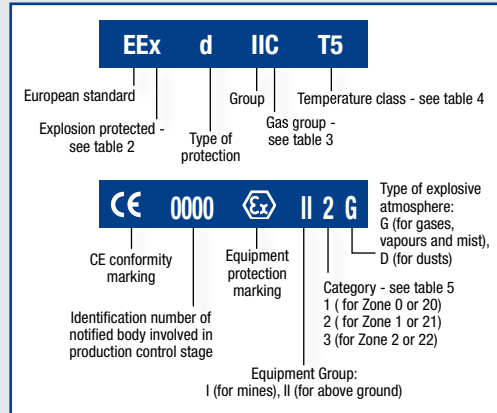 EEx d IIC T5
European standard
Group
Temperature class - see table 4
Explosion protected -
see table 2
Type of
protection
Gas group -
see table 3
CE 0000 Ex II 2 G
Type of explosive
atmosphere:
G (for gases,
vapours and mist),
D (for dusts)
CE conformity
marking
Equipment
protection
marking
Identification number of
notified body involved in
production control stage
Category - see table 5
1 ( for Zone 0 or 20)
2 ( for Zone 1 or 21)
3 (for Zone 2 or 22)
Equipment Group:
I (for mines), II (for above ground)